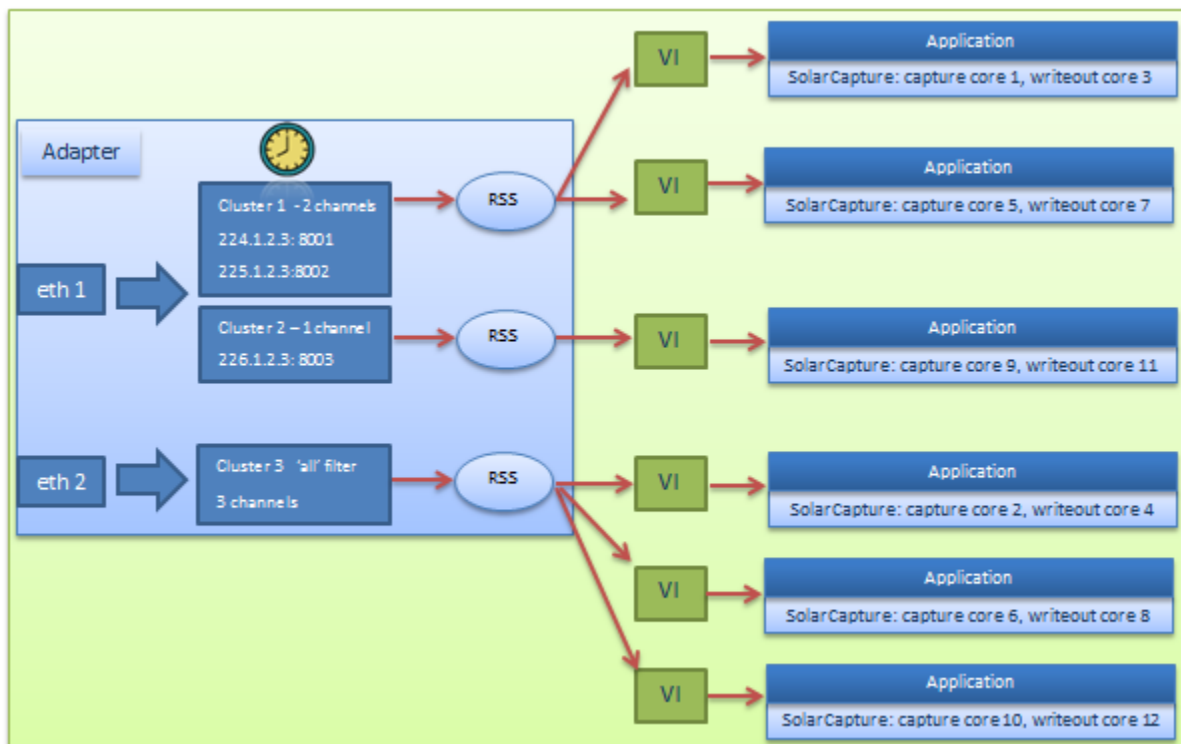 VI
Application
SolarCapture: capture core 1, writeout core 3
Adapter
VI
Application
SolarCapture: capture core 5, writeout core 7
Cluster 1 - 2 channels
224.1.2.3: 8001
225.1.2.3:8002
RSS
eth 1
Cluster 2 – 1 channel
226.1.2.3: 8003
RSS
VI
Application
SolarCapture: capture core 9, writeout core 11
eth 2
Cluster 3 'all' filter
3 channels
RSS
VI
Application
SolarCapture: capture core 2, writeout core 4
VI
Application
SolarCapture: capture core 6, writeout core 8
VI
Application
SolarCapture: capture core 10, writeout core 12